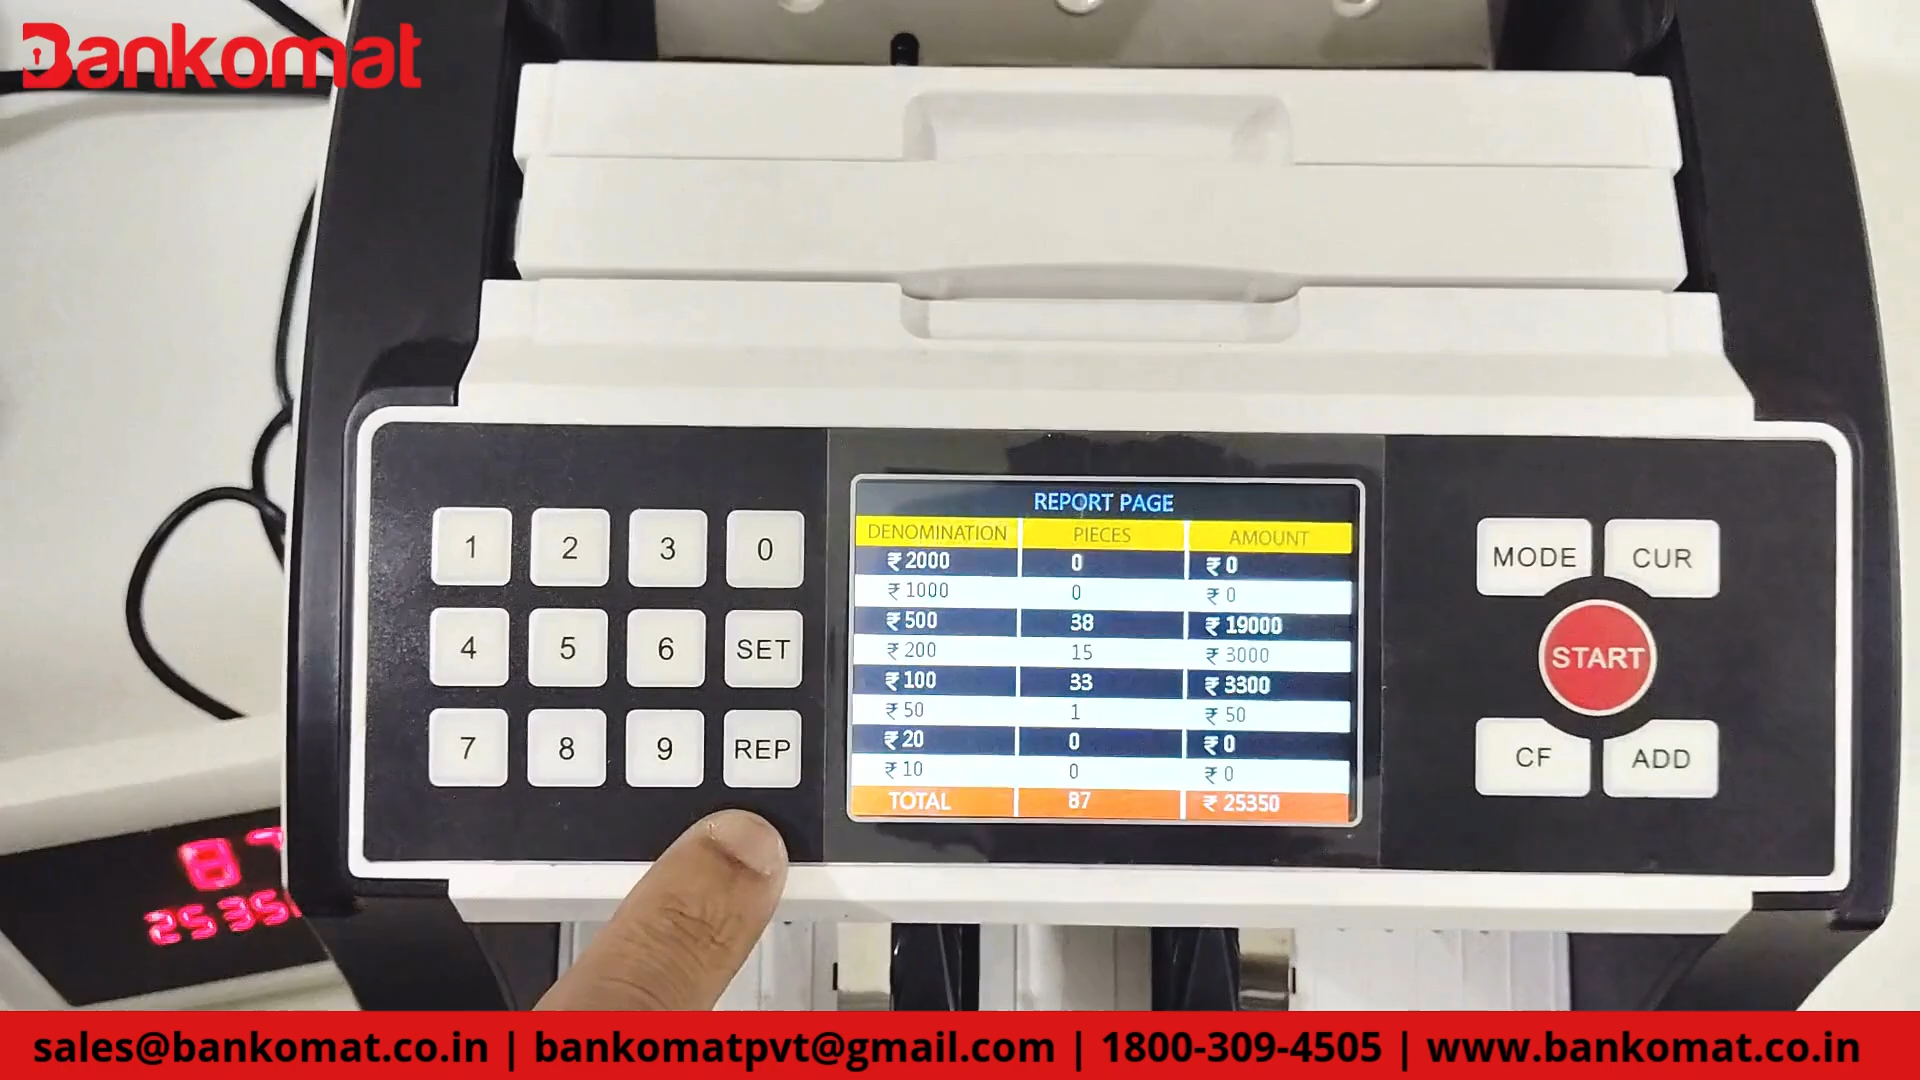 Bankomat
REPORT PAGE
DENOMINATION PIECES AMOUNT
₹ 2000 0 ₹ 0
₹ 1000 0 ₹ 0
₹ 500 38 ₹ 19000
₹ 200 15 ₹ 3000
₹ 100 33 ₹ 3300
₹ 50 1 ₹ 50
₹ 20 0 ₹ 0
₹ 10 0 ₹ 0
TOTAL 87 ₹ 25350
1 2 3 0
4 5 6 SET
7 8 9 REP
MODE CUR
START
CF ADD
87
2535
sales@bankomat.co.in | bankomatpvt@gmail.com | 1800-309-4505 | www.bankomat.co.in